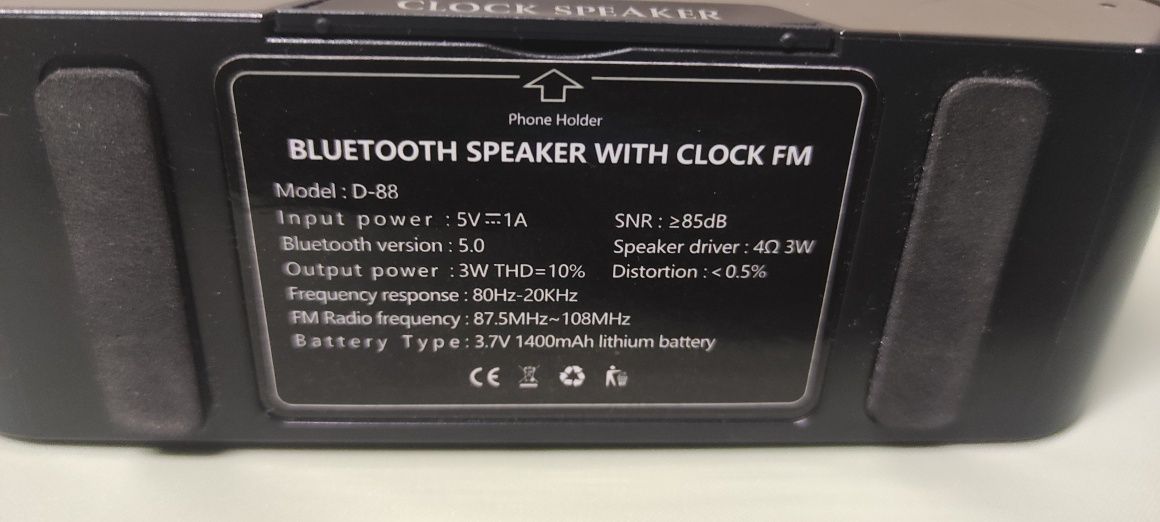 CLOCK SPEAKER
Phone Holder
BLUETOOTH SPEAKER WITH CLOCK FM
Model : D-88
Input power : 5V⎓1A SNR : ≥85dB
Bluetooth version : 5.0 Speaker driver : 4Ω 3W
Output power : 3W THD=10% Distortion : <0.5%
Frequency response : 80Hz-20KHz
FM Radio frequency : 87.5MHz~108MHz
Battery Type : 3.7V 1400mAh lithium battery
CE